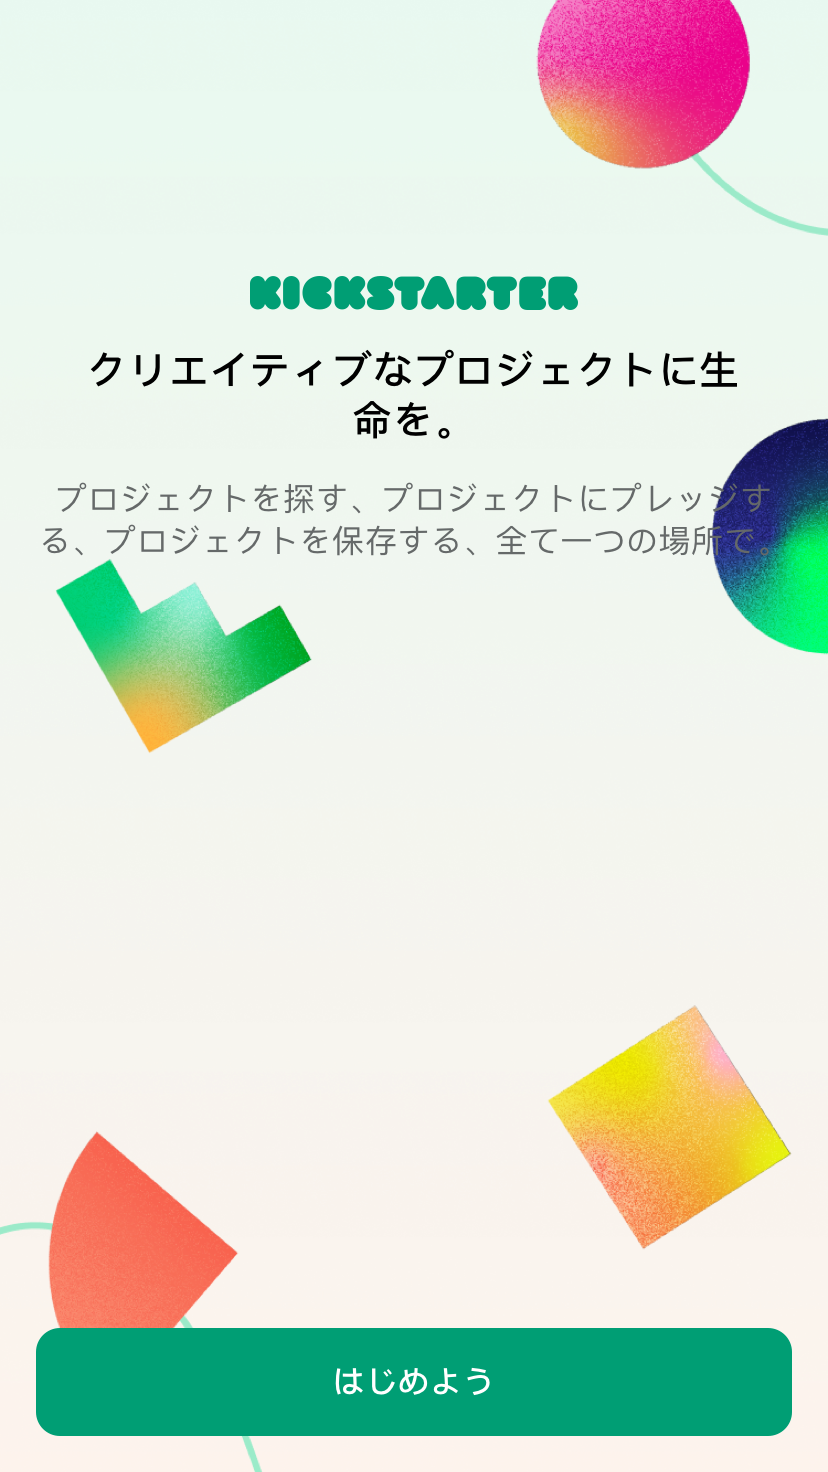 KICKSTARTER
クリエイティブなプロジェクトに生
命を。
プロジェクトを探す、プロジェクトにプレッジす
る、プロジェクトを保存する、全て一つの場所で。
はじめよう